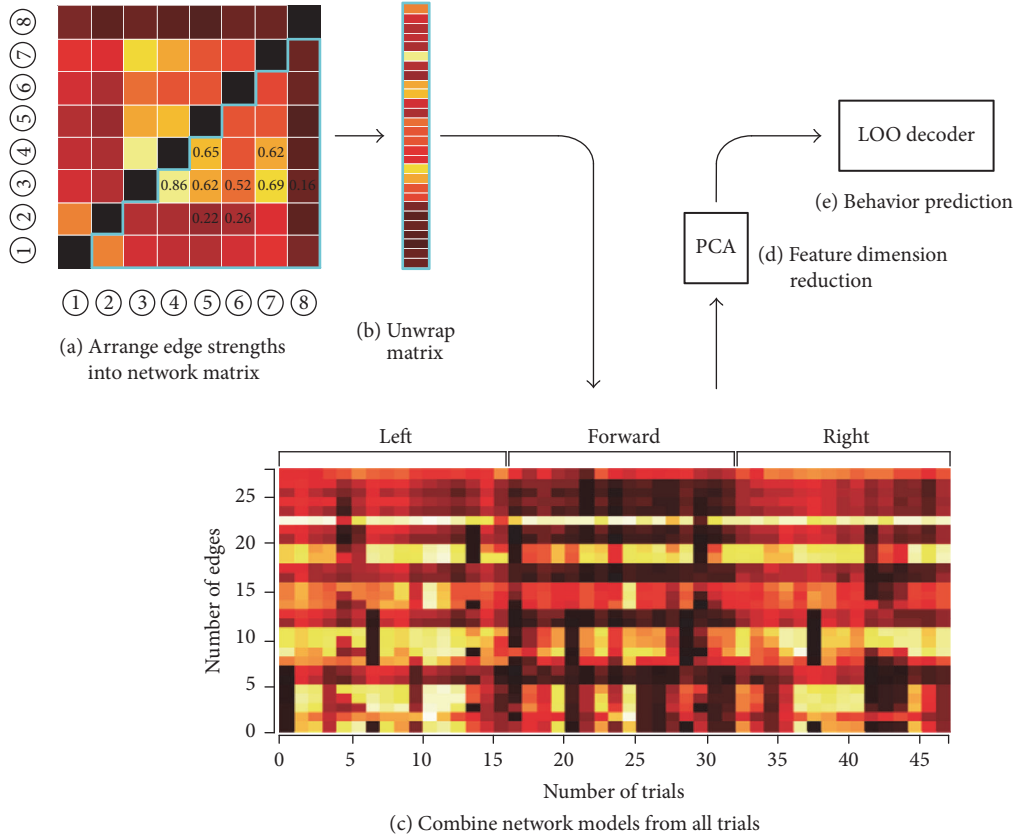 ⑧
⑦
⑥
⑤
④
③
②
①
0.65 0.62
0.86 0.62 0.52 0.69 0.16
0.22 0.26
① ② ③ ④ ⑤ ⑥ ⑦ ⑧
(a) Arrange edge strengths
into network matrix
(b) Unwrap
matrix
LOO decoder
(e) Behavior prediction
PCA
(d) Feature dimension
reduction
Left Forward Right
Number of edges
25
20
15
10
5
0
0 5 10 15 20 25 30 35 40 45
Number of trials
(c) Combine network models from all trials